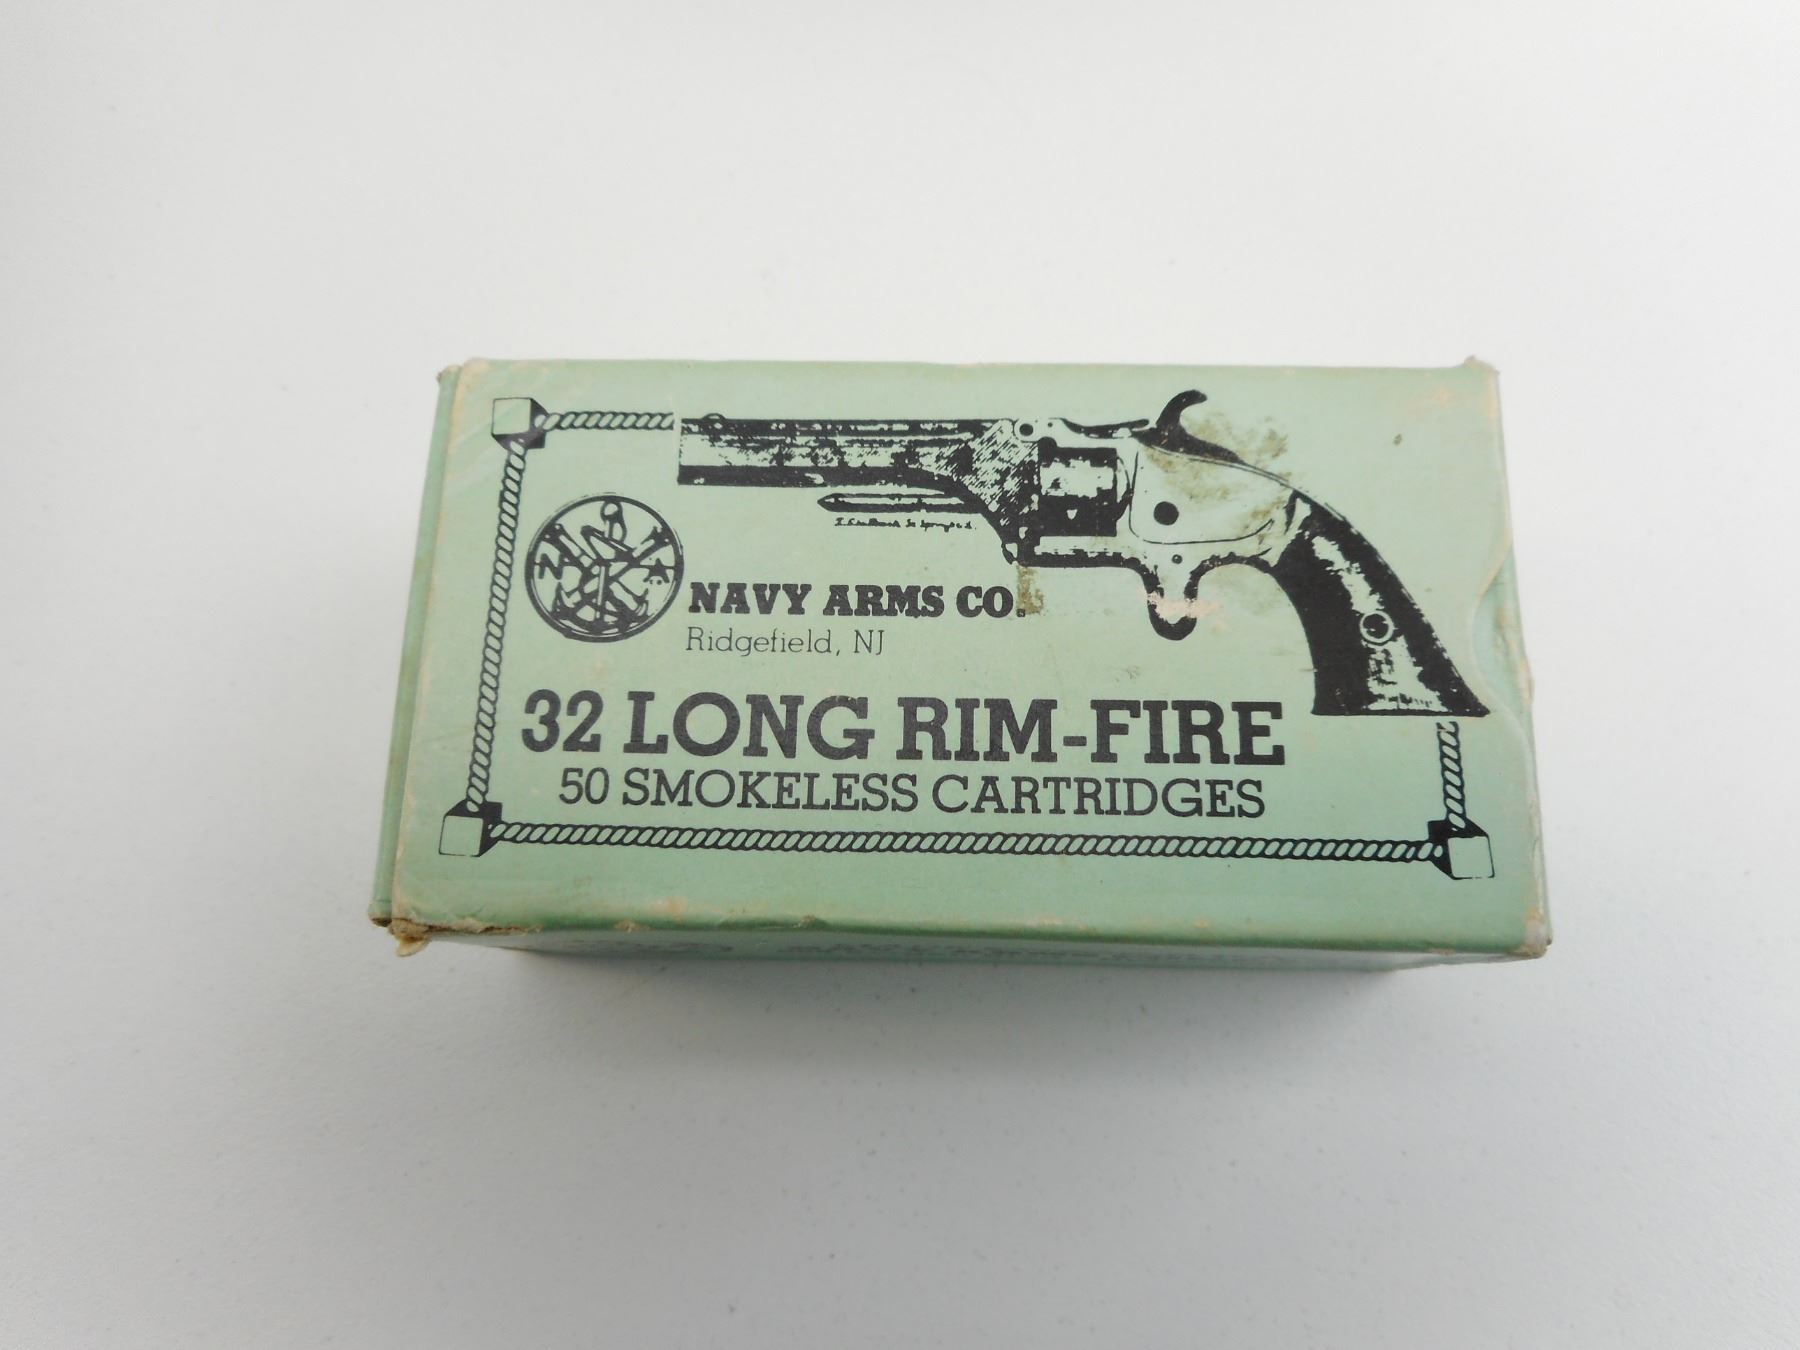 N A
NAVY ARMS CO.
Ridgefield, NJ
32 LONG RIM-FIRE
50 SMOKELESS CARTRIDGES